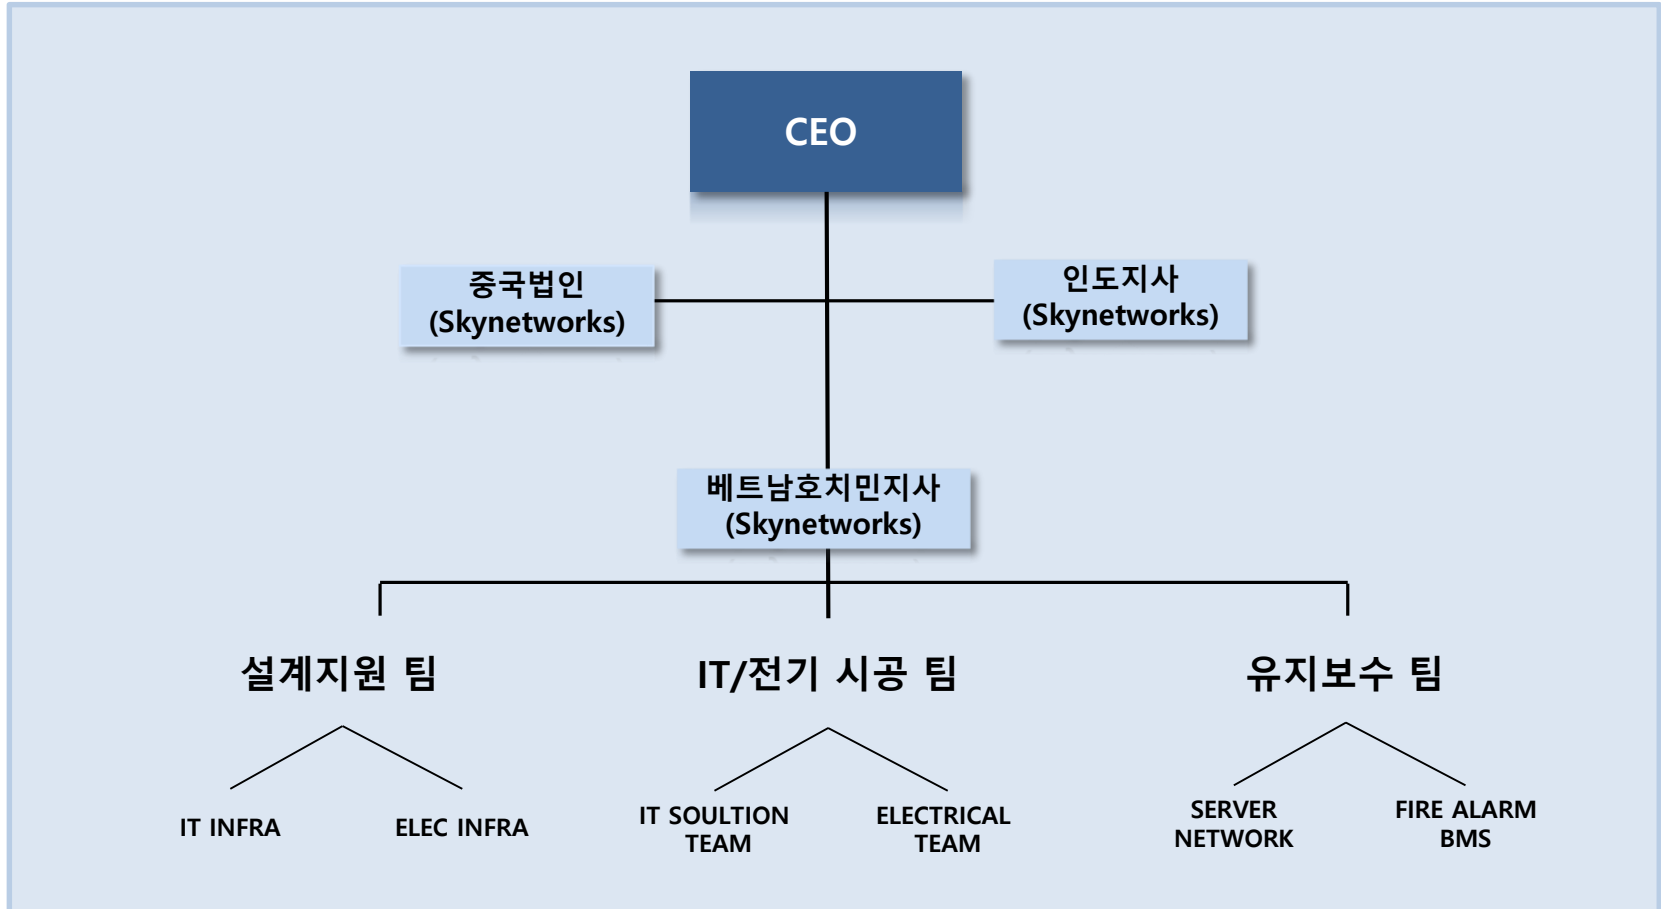 CEO
중국법인
(Skynetworks)
인도지사
(Skynetworks)
베트남호치민지사
(Skynetworks)
설계지원 팀
IT/전기 시공 팀
유지보수 팀
IT INFRA
ELEC INFRA
IT SOULTION
TEAM
ELECTRICAL
TEAM
SERVER
NETWORK
FIRE ALARM
BMS